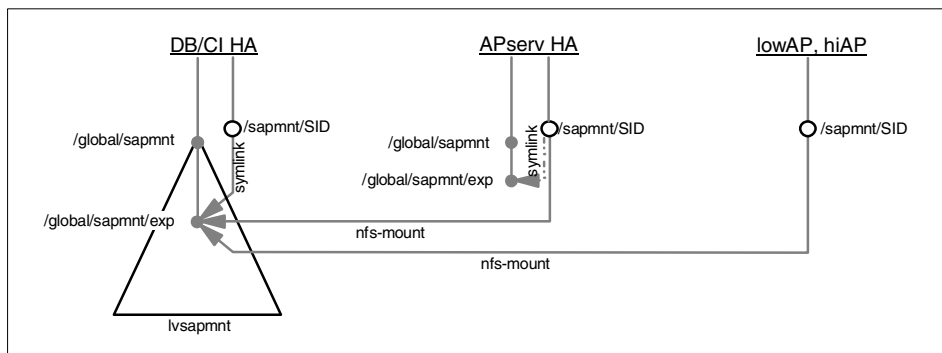 DB/CI HA
APserv HA
lowAP, hiAP
/sapmnt/SID
/sapmnt/SID
/sapmnt/SID
/global/sapmnt
symlink
/global/sapmnt
symlink
/global/sapmnt/exp
/global/sapmnt/exp
nfs-mount
nfs-mount
lvsapmnt